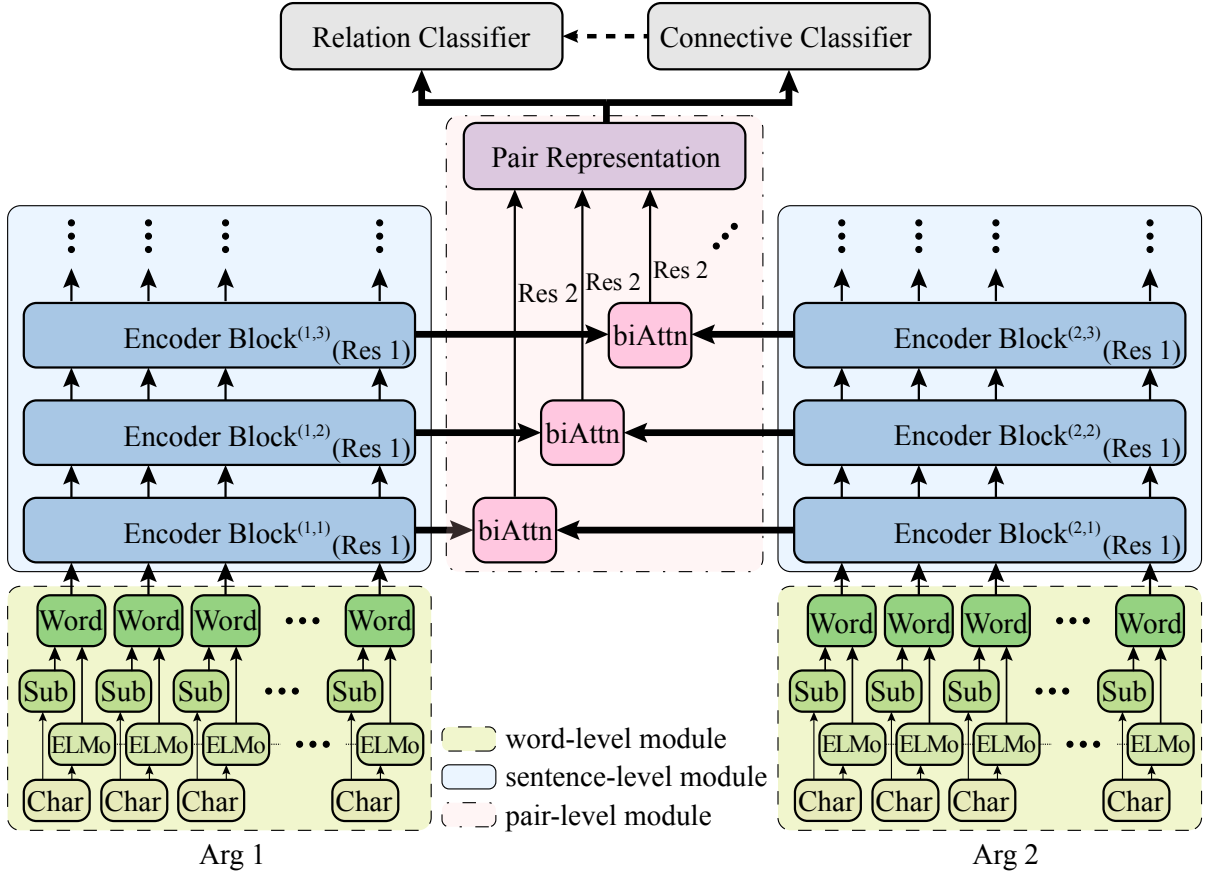 Relation Classifier
Connective Classifier
Pair Representation
Res 2
Res 2
Res 2
Encoder Block(1,3) (Res 1)
biAttn
Encoder Block(2,3) (Res 1)
Encoder Block(1,2) (Res 1)
biAttn
Encoder Block(2,2) (Res 1)
Encoder Block(1,1) (Res 1)
biAttn
Encoder Block(2,1) (Res 1)
Word Word Word ••• Word
Word Word Word ••• Word
Sub Sub Sub ••• Sub
Sub Sub Sub ••• Sub
ELMo ELMo ELMo ••• ELMo
ELMo ELMo ELMo ••• ELMo
Char Char Char Char
Char Char Char Char
word-level module
sentence-level module
pair-level module
Arg 1
Arg 2